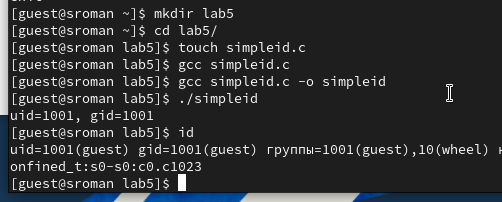 [guest@sroman ~]$ mkdir lab5
[guest@sroman ~]$ cd lab5/
[guest@sroman lab5]$ touch simpleid.c
[guest@sroman lab5]$ gcc simpleid.c
[guest@sroman lab5]$ gcc simpleid.c -o simpleid
[guest@sroman lab5]$ ./simpleid
uid=1001, gid=1001
[guest@sroman lab5]$ id
uid=1001(guest) gid=1001(guest) группы=1001(guest),10(wheel)
onfined_t:s0-s0:c0.c1023
[guest@sroman lab5]$